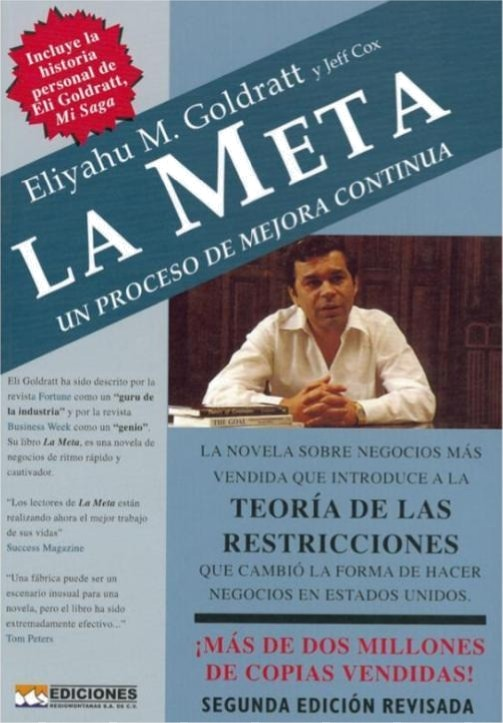 Incluye la
historia
personal de
Eli Goldratt,
Mi Saga
Eliyahu M. Goldratt y Jeff Cox
LA META
UN PROCESO DE MEJORA CONTINUA
Eli Goldratt ha sido descrito por la
revista Fortune como un "guru de
la industria" y por la revista
Business Week como un "genio".
Su libro La Meta, es una novela de
negocios de ritmo rápido y
cautivador.
"Los lectores de La Meta están
realizando ahora el mejor trabajo
de sus vidas"
Success Magazine
"Una fábrica puede ser un
escenario inusual para una
novela, pero el libro ha sido
extremadamente efectivo..."
Tom Peters
THE GOAL
LA NOVELA SOBRE NEGOCIOS MÁS
VENDIDA QUE INTRODUCE A LA
TEORÍA DE LAS
RESTRICCIONES
QUE CAMBIÓ LA FORMA DE HACER
NEGOCIOS EN ESTADOS UNIDOS.
¡MÁS DE DOS MILLONES
DE COPIAS VENDIDAS!
SEGUNDA EDICIÓN REVISADA
EDICIONES
REGIOMONTANAS S.A. DE C.V.